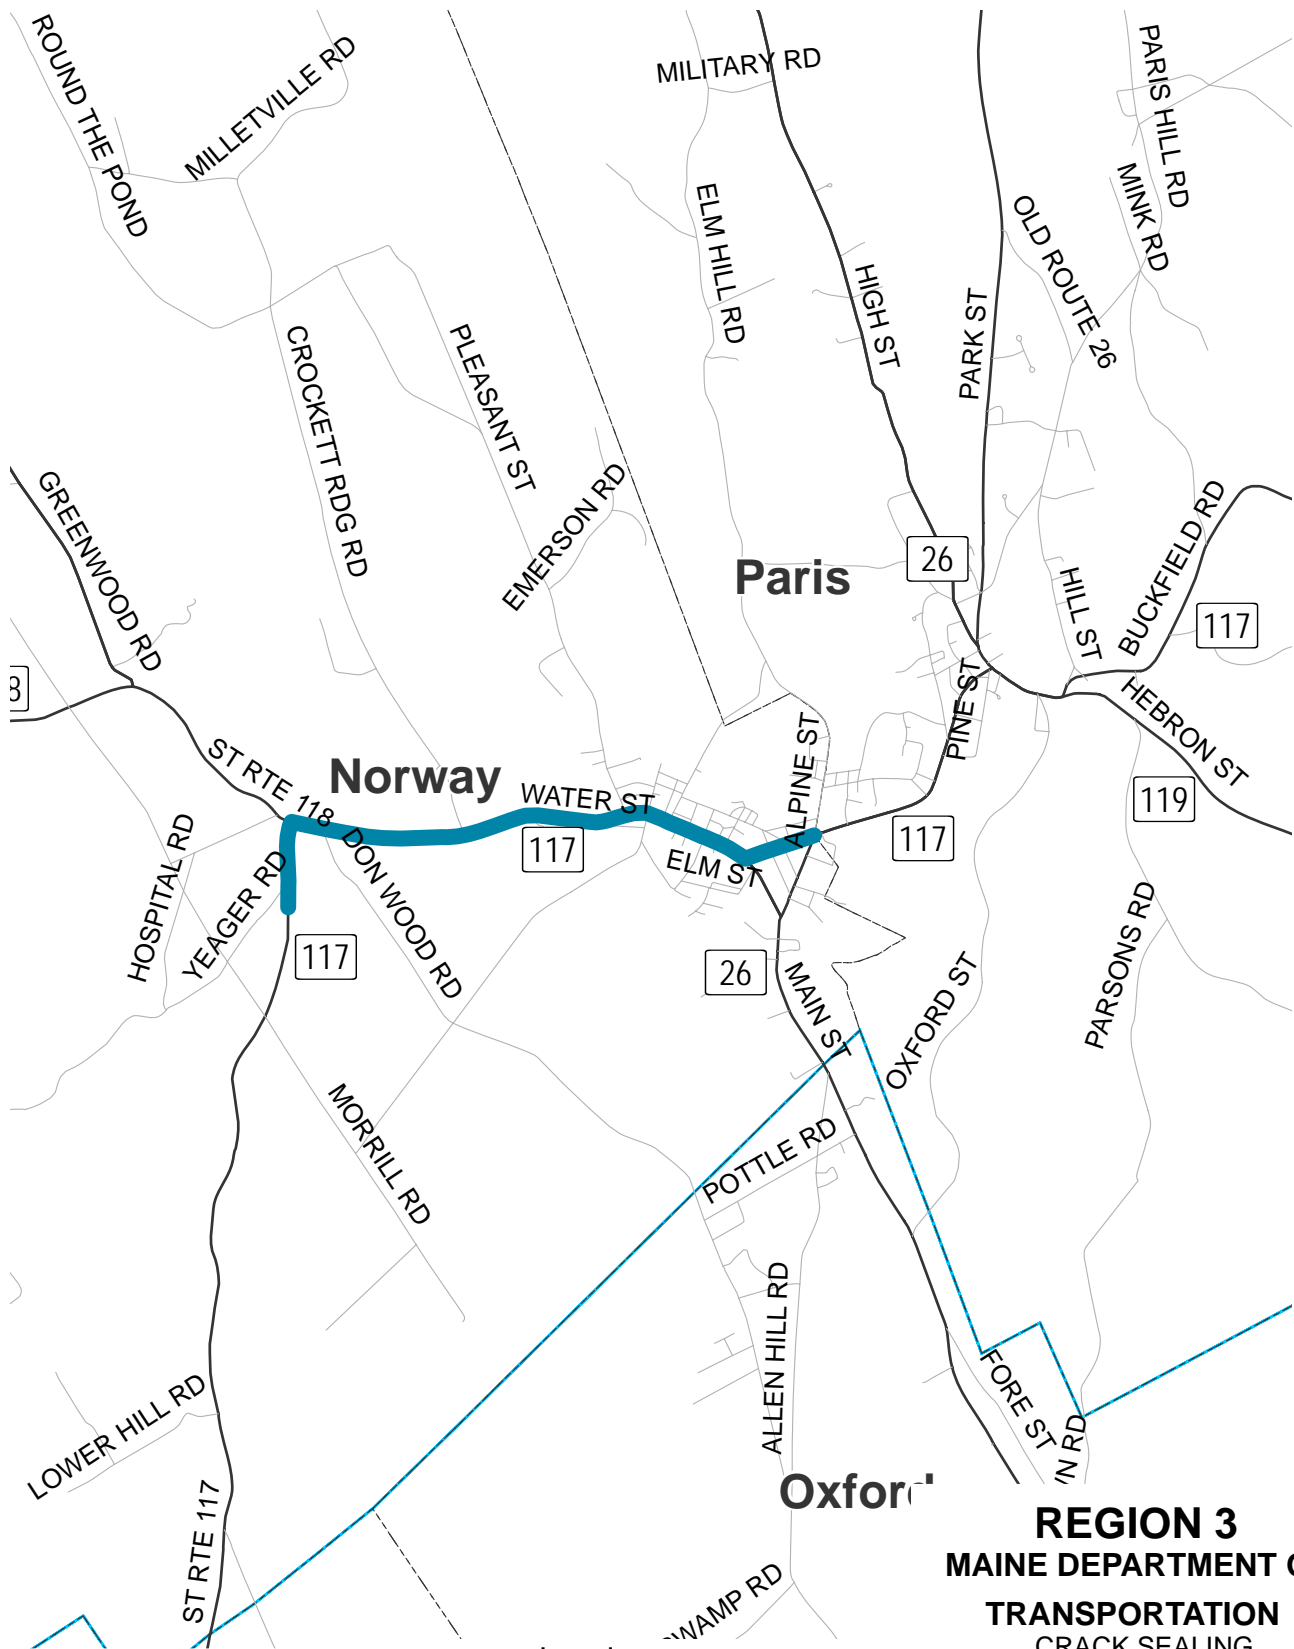 ROUND THE POND
MILLETVILLE RD
MILITARY RD
PARIS HILL RD
MINK RD
ELM HILL RD
OLD ROUTE 26
HIGH ST
PARK ST
CROCKETT RDG RD
PLEASANT ST
EMERSON RD
GREENWOOD RD
BUCKFIELD RD
26
Paris
HILL ST
117
8
PINE ST
HEBRON ST
ALPINE ST
ST RTE 118
Norway
WATER ST
119
117
117
ELM ST
HOSPITAL RD
YEAGER RD
DON WOOD RD
117
26
MAIN ST
OXFORD ST
PARSONS RD
MORRILL RD
POTTLE RD
ALLEN HILL RD
FORE ST
LOWER HILL RD
ST RTE 117
Oxford
REGION 3
MAINE DEPARTMENT
TRANSPORTATION
CRACK SEALING